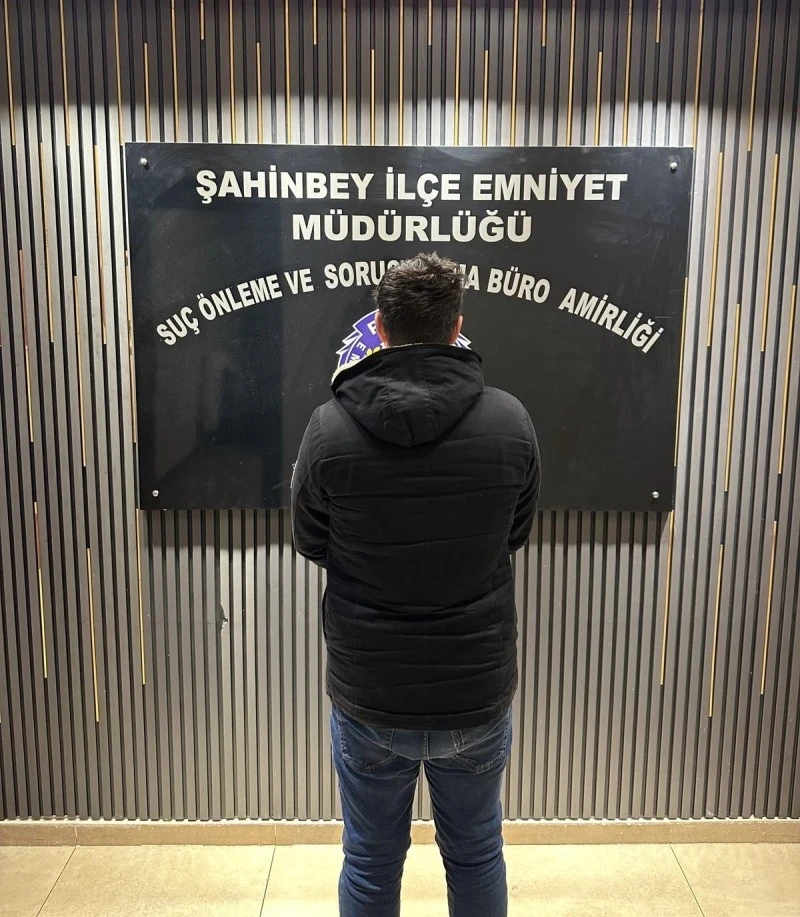 ŞAHİNBEY İLÇE EMNİYET
MÜDÜRLÜĞÜ
SUÇ ÖNLEME VE BÜRO AMİRLİĞİ